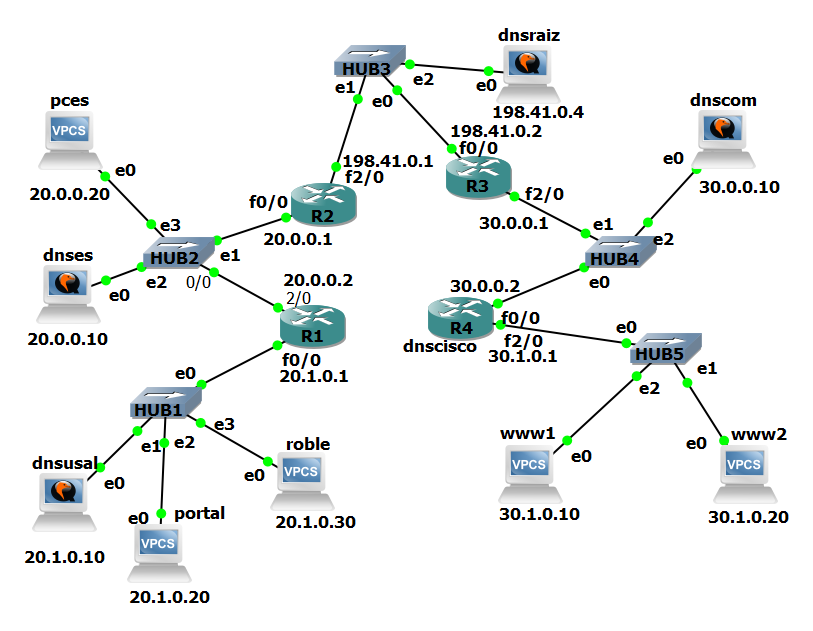 dnsraiz
HUB3
e2
e0
e1
e0
198.41.0.4
pces
VPCS
e0
20.0.0.20
e3
198.41.0.1
f2/0
f0/0
R2
20.0.0.1
198.41.0.2
f0/0
R3
f2/0
30.0.0.1
dnscom
e0
30.0.0.10
e1
e2
HUB4
e0
dnses
HUB2
e1
e2
0/0
e0
20.0.0.10
20.0.0.2
2/0
R1
f0/0
20.1.0.1
30.0.0.2
R4
f0/0
dnscisco
f2/0
30.1.0.1
e0
HUB5
e1
e2
e0
HUB1
e1
e2
e3
dnsusal
e0
20.1.0.10
e0
portal
VPCS
20.1.0.20
roble
e0
VPCS
20.1.0.30
www1
VPCS
e0
30.1.0.10
www2
e0
VPCS
30.1.0.20